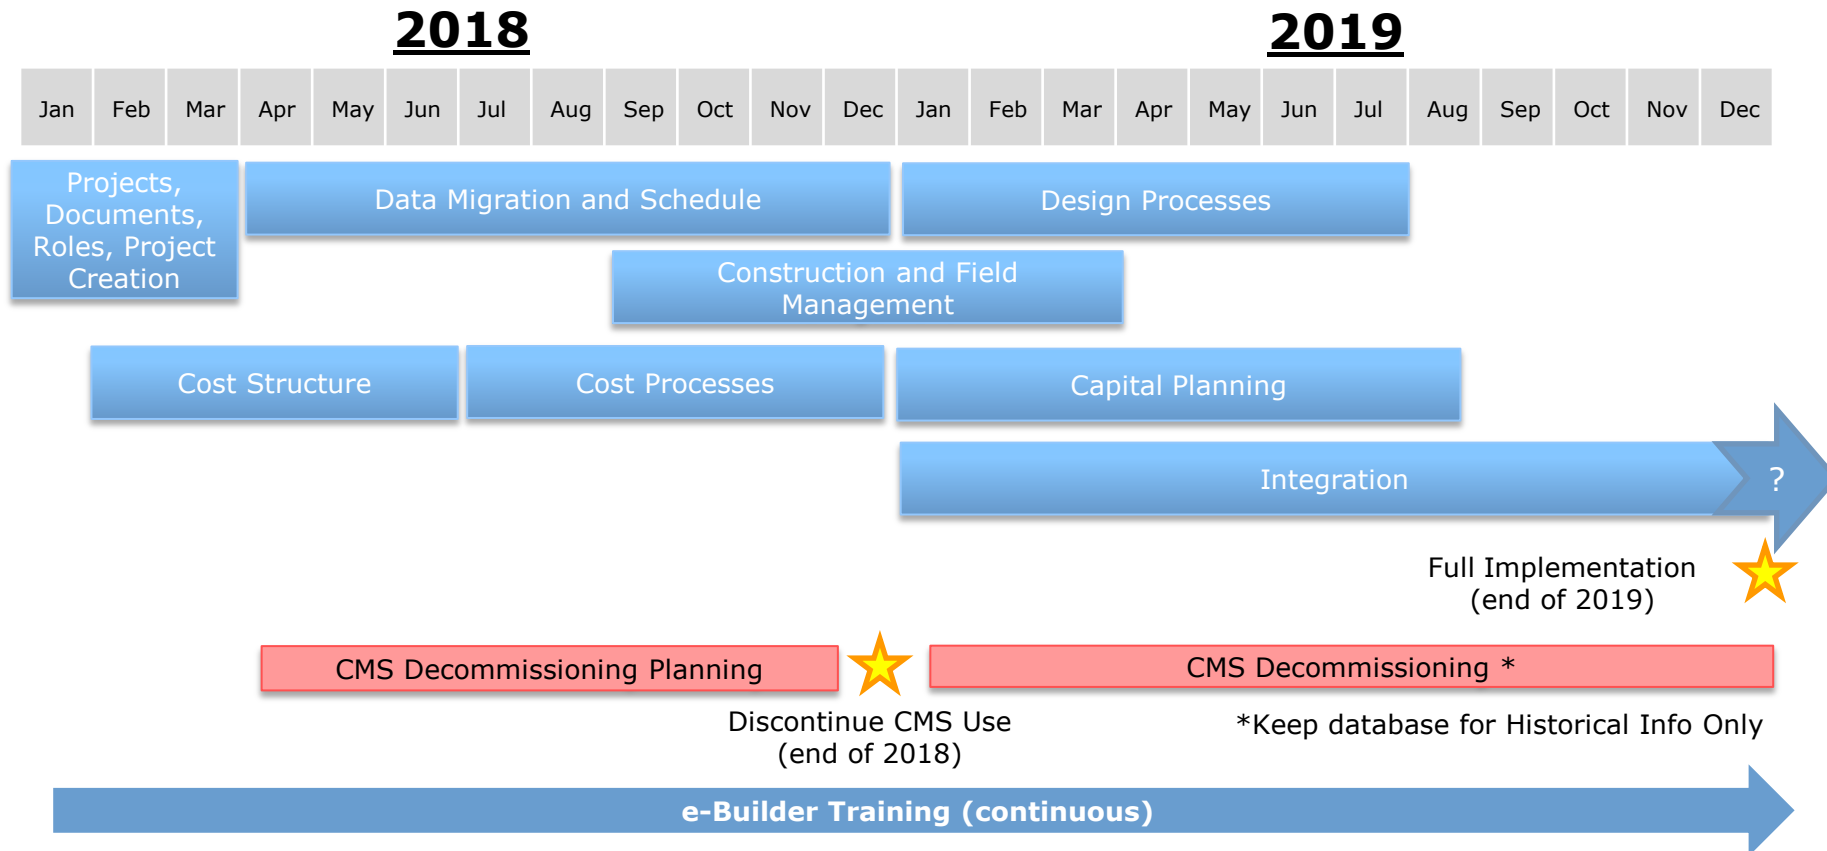 2018
2019
Jan Feb Mar Apr May Jun Jul Aug Sep Oct Nov Dec Jan Feb Mar Apr May Jun Jul Aug Sep Oct Nov Dec
Projects,
Documents,
Roles, Project
Creation
Data Migration and Schedule
Design Processes
Construction and Field
Management
Cost Structure
Cost Processes
Capital Planning
Integration
?
Full Implementation
(end of 2019)
CMS Decommissioning Planning
CMS Decommissioning *
Discontinue CMS Use
(end of 2018)
*Keep database for Historical Info Only
e-Builder Training (continuous)